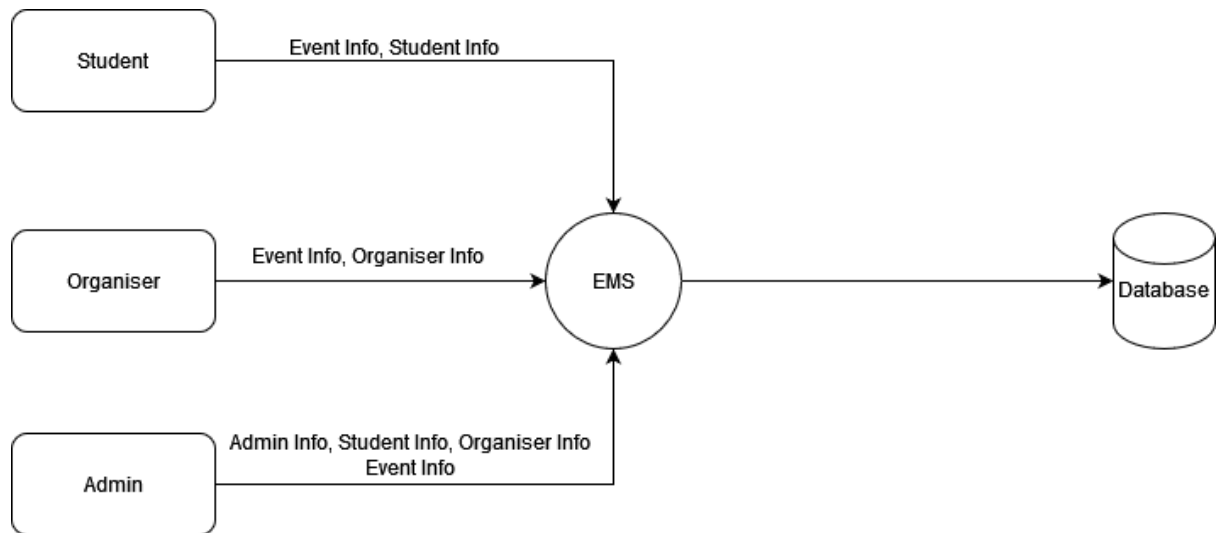 Student
Event Info, Student Info
Organiser
Event Info, Organiser Info
EMS
Database
Admin
Admin Info, Student Info, Organiser Info
Event Info